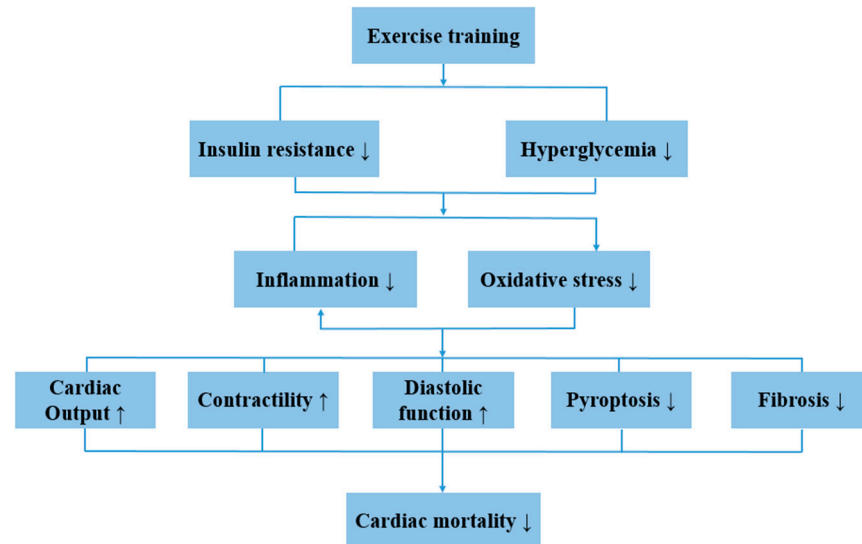 Exercise training
Insulin resistance ↓
Hyperglycemia ↓
Inflammation ↓
Oxidative stress ↓
Cardiac
Output ↑
Contractility ↑
Diastolic
function ↑
Pyroptosis ↓
Fibrosis ↓
Cardiac mortality ↓